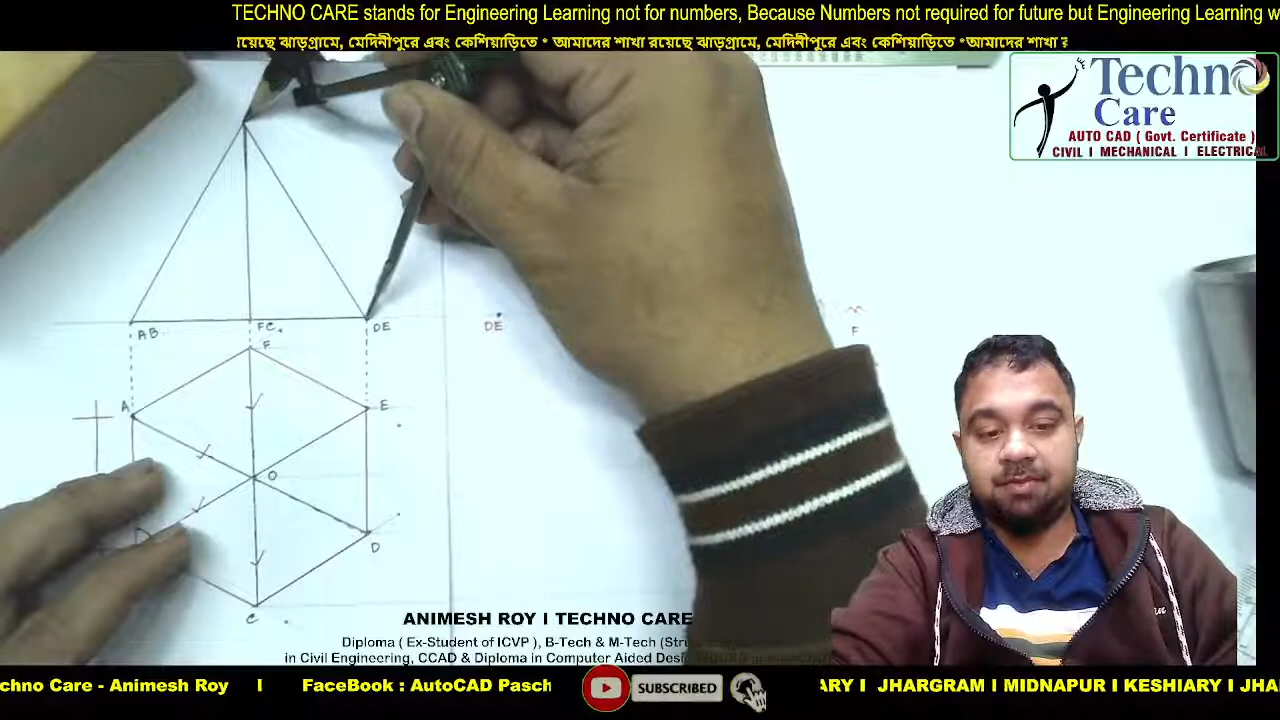 TECHNO CARE stands for Engineering Learning not for numbers, Because Numbers not required for future but Engineering Learning w
রয়েছে ঝাড়গ্রামে, মেদিনীপুরে এবং কেশিয়াড়িতে * আমাদের শাখা রয়েছে ঝাড়গ্রামে, মেদিনীপুরে এবং কেশিয়াড়িতে *আমাদের শাখা র
Techno
Care
AUTO CAD ( Govt. Certificate )
CIVIL I MECHANICAL I ELECTRICAL
AB FC DE DE
F
F
A E
O
D
C
ANIMESH ROY I TECHNO CARE
Diploma ( Ex-Student of ICVP ), B-Tech & M-Tech (Stru
in Civil Engineering, CCAD & Diploma in Computer Aided Desi
chno Care - Animesh Roy I FaceBook : AutoCAD Pasch
SUBSCRIBED
ARY I JHARGRAM I MIDNAPUR I KESHIARY I JHA